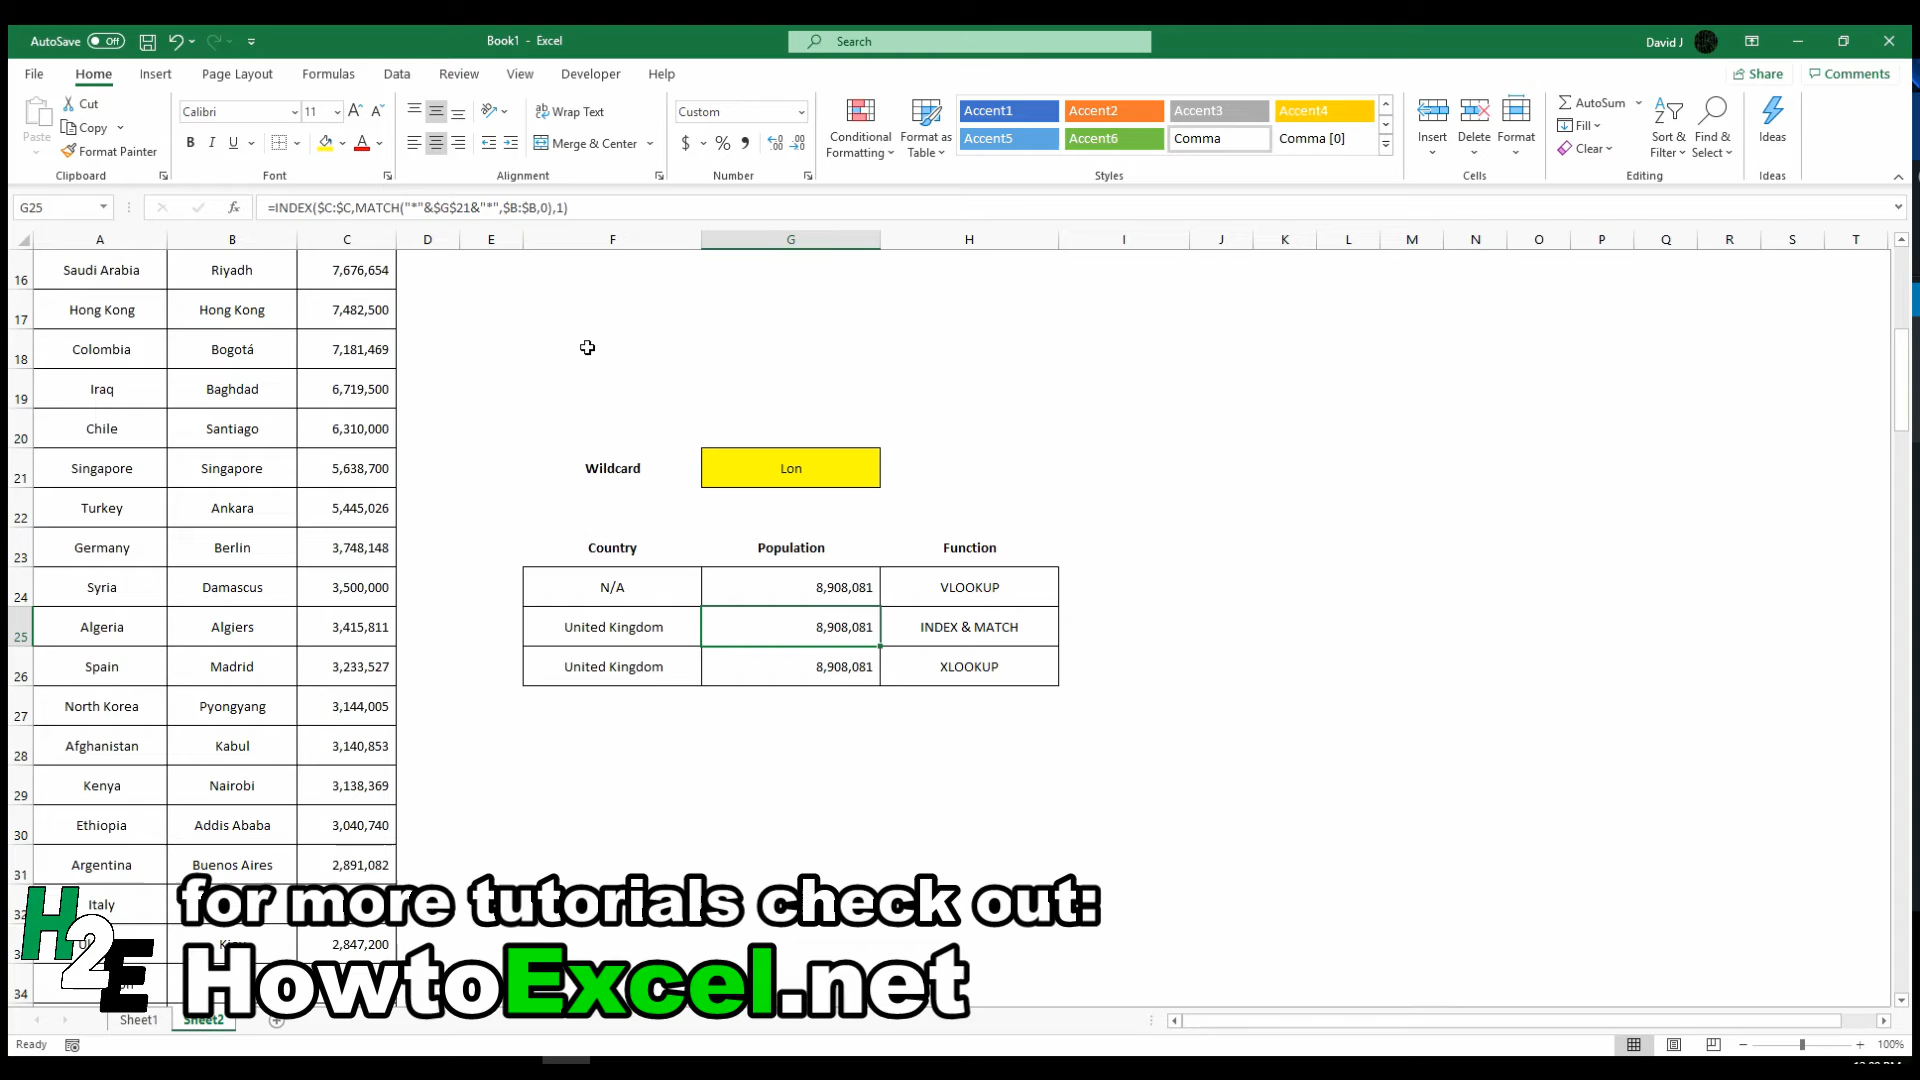 AutoSave Off Book1 - Excel Search David J
File Home Insert Page Layout Formulas Data Review View Developer Help Share Comments
Paste Cut Copy Format Painter Clipboard
Calibri 11 B I U Font
Wrap Text Merge & Center Alignment
Custom $ % , Number
Conditional Formatting Format as Table Accent1 Accent2 Accent3 Accent4
Accent5 Accent6 Comma Comma [0] Styles
Insert Delete Format Cells
AutoSum Fill Clear Sort & Filter Find & Select Editing
Ideas Ideas
G25 fx =INDEX($C:$C,MATCH("*"&$G$21&"*",$B:$B,0),1)
A B C D E F G H I J K L M N O P Q R S T
16 Saudi Arabia Riyadh 7,676,654
17 Hong Kong Hong Kong 7,482,500
18 Colombia Bogotá 7,181,469
19 Iraq Baghdad 6,719,500
20 Chile Santiago 6,310,000
21 Singapore Singapore 5,638,700 Wildcard Lon
22 Turkey Ankara 5,445,026
23 Germany Berlin 3,748,148 Country Population Function
24 Syria Damascus 3,500,000 N/A 8,908,081 VLOOKUP
25 Algeria Algiers 3,415,811 United Kingdom 8,908,081 INDEX & MATCH
26 Spain Madrid 3,233,527 United Kingdom 8,908,081 XLOOKUP
27 North Korea Pyongyang 3,144,005
28 Afghanistan Kabul 3,140,853
29 Kenya Nairobi 3,138,369
30 Ethiopia Addis Ababa 3,040,740
31 Argentina Buenos Aires 2,891,082
Italy
2,847,200
34
H2E
for more tutorials check out:
HowtoExcel.net
Sheet1 Sheet2
Ready 100%